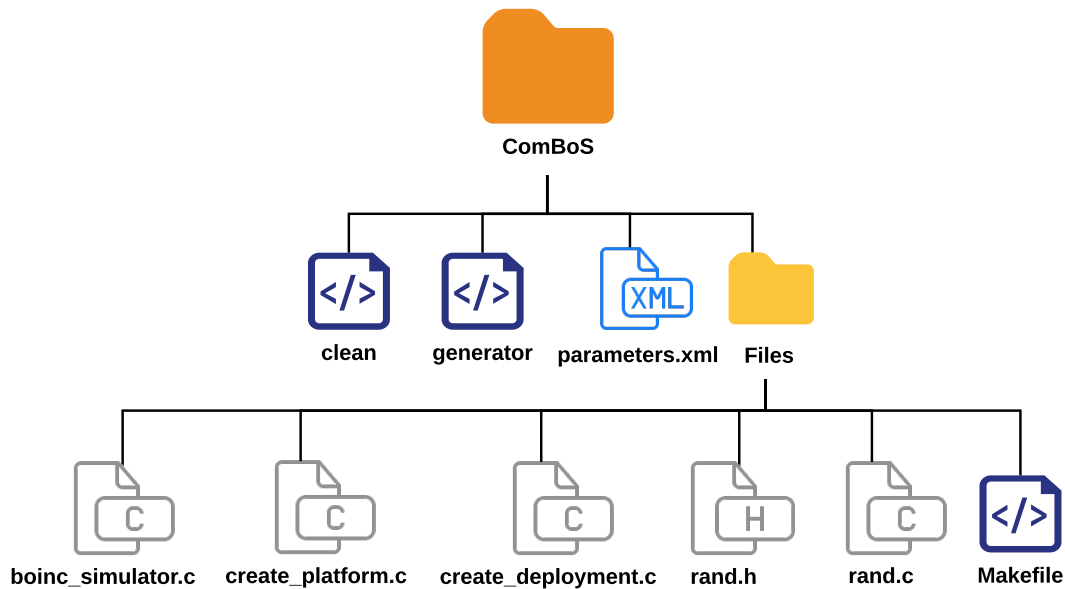 ComBoS
</> </> XML
clean generator parameters.xml Files
C C C H C </>
boinc_simulator.c create_platform.c create_deployment.c rand.h rand.c Makefile